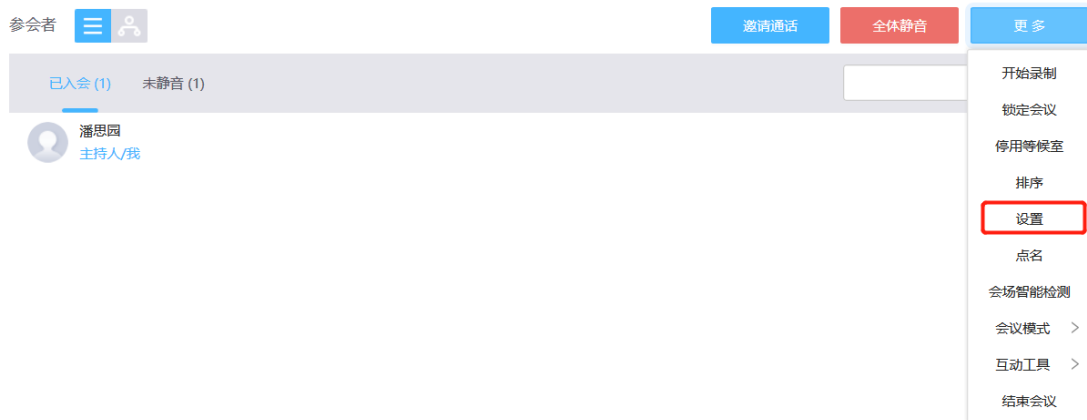 参会者
邀请通话
全体静音
更多
已入会 (1)
未静音 (1)
潘思园
主持人/我
开始录制
锁定会议
停用等候室
排序
设置
点名
会场智能检测
会议模式
互动工具
结束会议